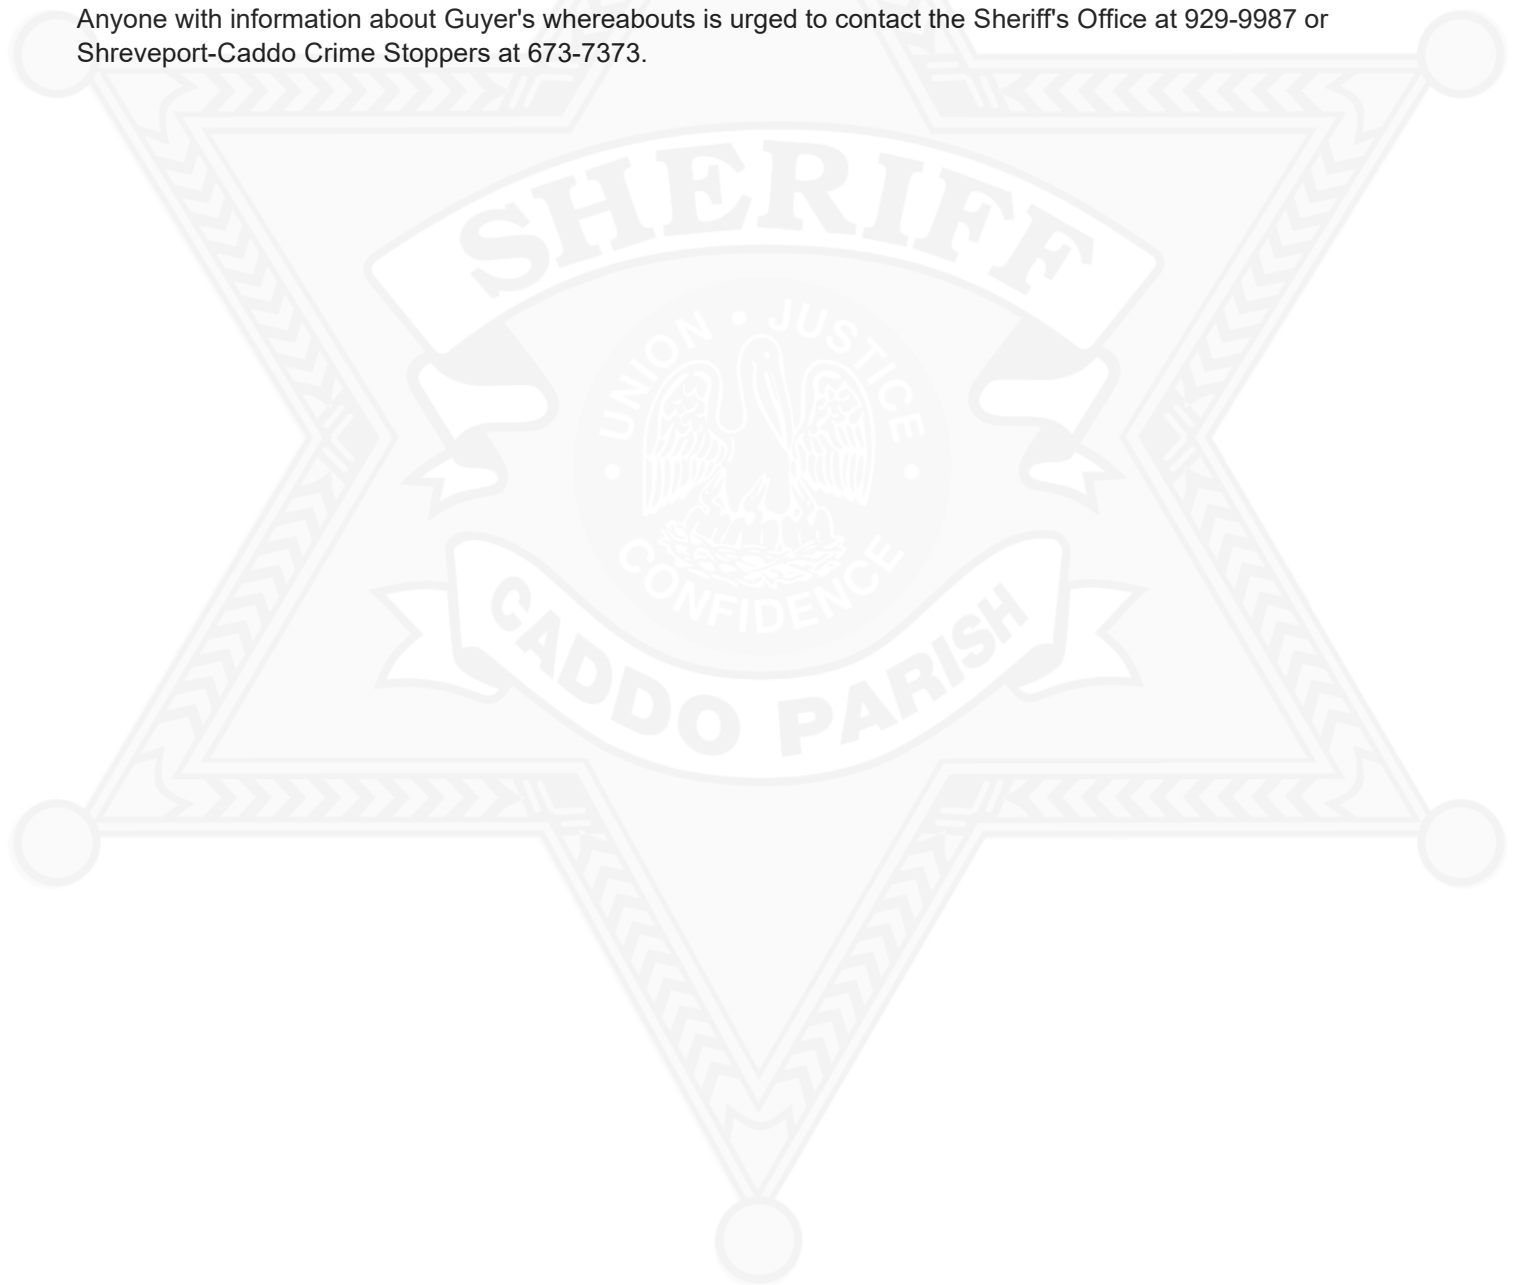 Anyone with information about Guyer's whereabouts is urged to contact the Sheriff's Office at 929-9987 or
Shreveport-Caddo Crime Stoppers at 673-7373.
SHERIFF
UNION • JUSTICE
• CONFIDENCE •
CADDO PARISH